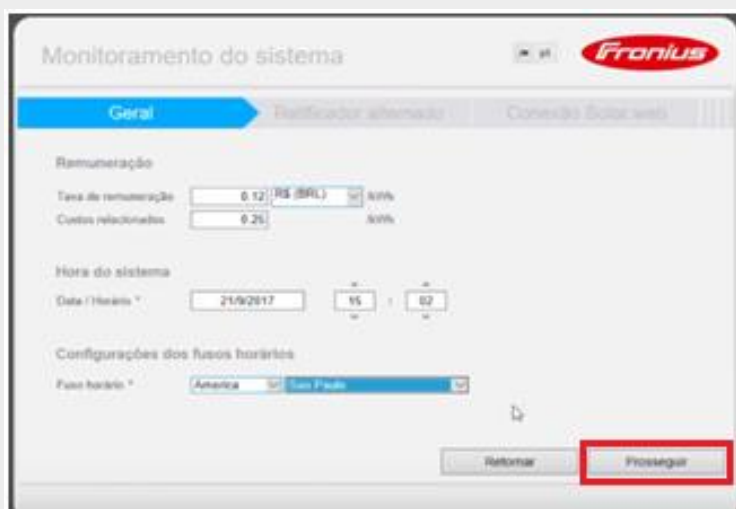 Monitoramento do sistema
Fronius
Geral
Retificador alternado
Conexão Solar.web
Remuneração
Taxa de remuneração 0.12 R$ (BRL) /kWh
Custos relacionados 0.25 /kWh
Hora do sistema
Data / Horário * 21/9/2017 15 : 02
Configurações dos fusos horários
Fuso horário * America Sao Paulo
Retornar
Prosseguir